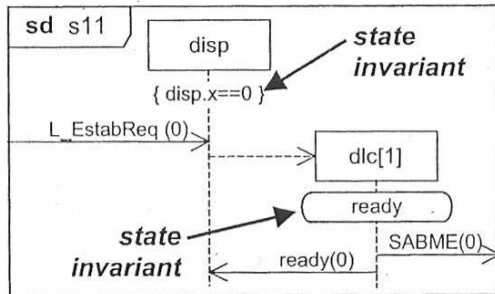 sd s11
disp
state
invariant
{ disp.x==0 }
L_EstabReq (0)
dlc[1]
ready
state
invariant
SABME(0)
ready(0)